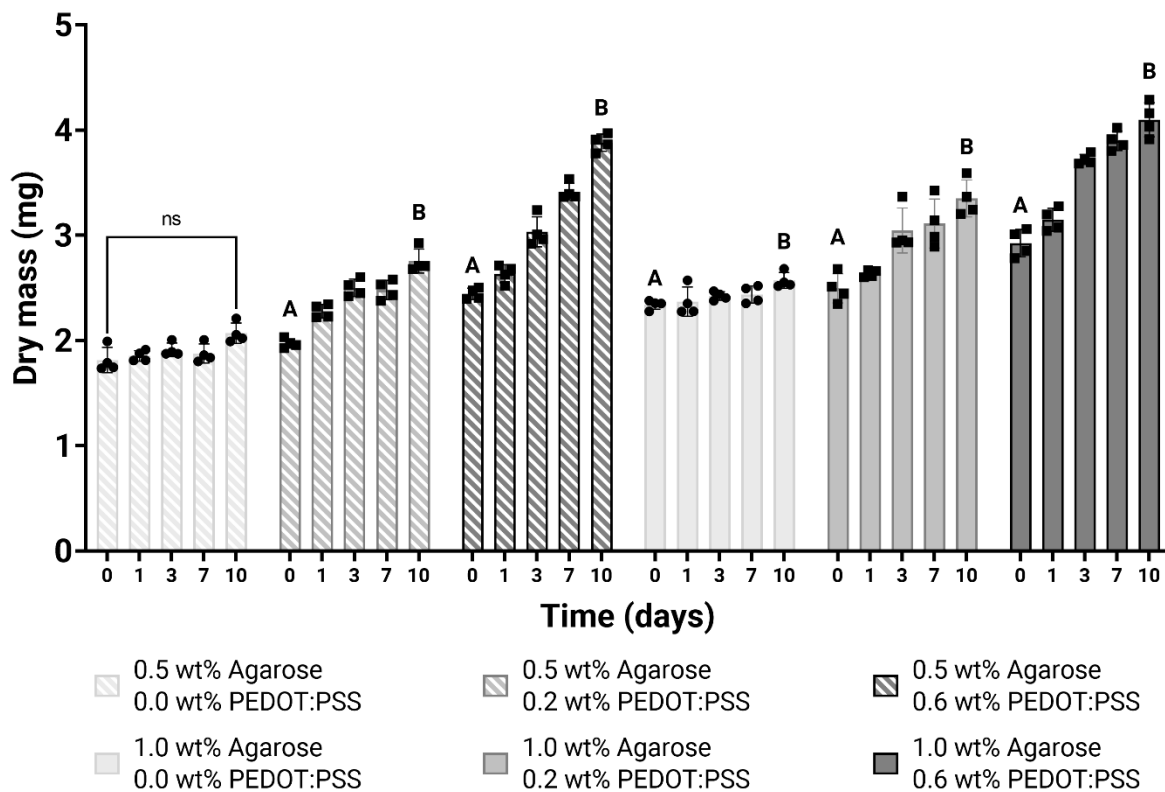 5
4
3
2
1
0
Dry mass (mg)
ns
A
B
A
B
A
B
A
B
A
B
0 1 3 7 10 0 1 3 7 10 0 1 3 7 10 0 1 3 7 10 0 1 3 7 10 0 1 3 7 10
Time (days)
0.5 wt% Agarose
0.0 wt% PEDOT:PSS
0.5 wt% Agarose
0.2 wt% PEDOT:PSS
0.5 wt% Agarose
0.6 wt% PEDOT:PSS
1.0 wt% Agarose
0.0 wt% PEDOT:PSS
1.0 wt% Agarose
0.2 wt% PEDOT:PSS
1.0 wt% Agarose
0.6 wt% PEDOT:PSS